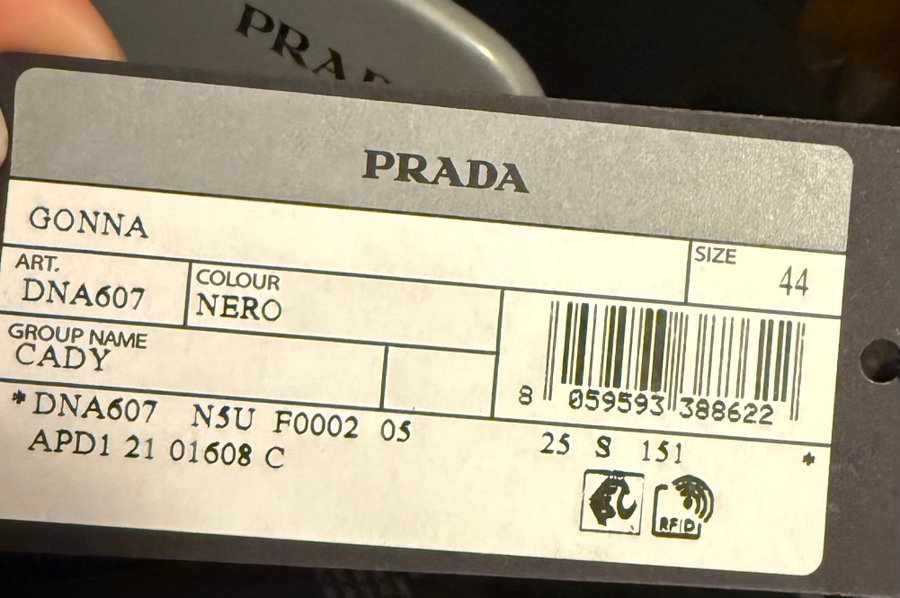 PRADA
PRADA
GONNA
SIZE
44
ART.
DNA607
COLOUR
NERO
GROUP NAME
CADY
8 059593 388622
*DNA607 N5U F0002 05 25 S 151 *
APD1 21 01608 C
RFID